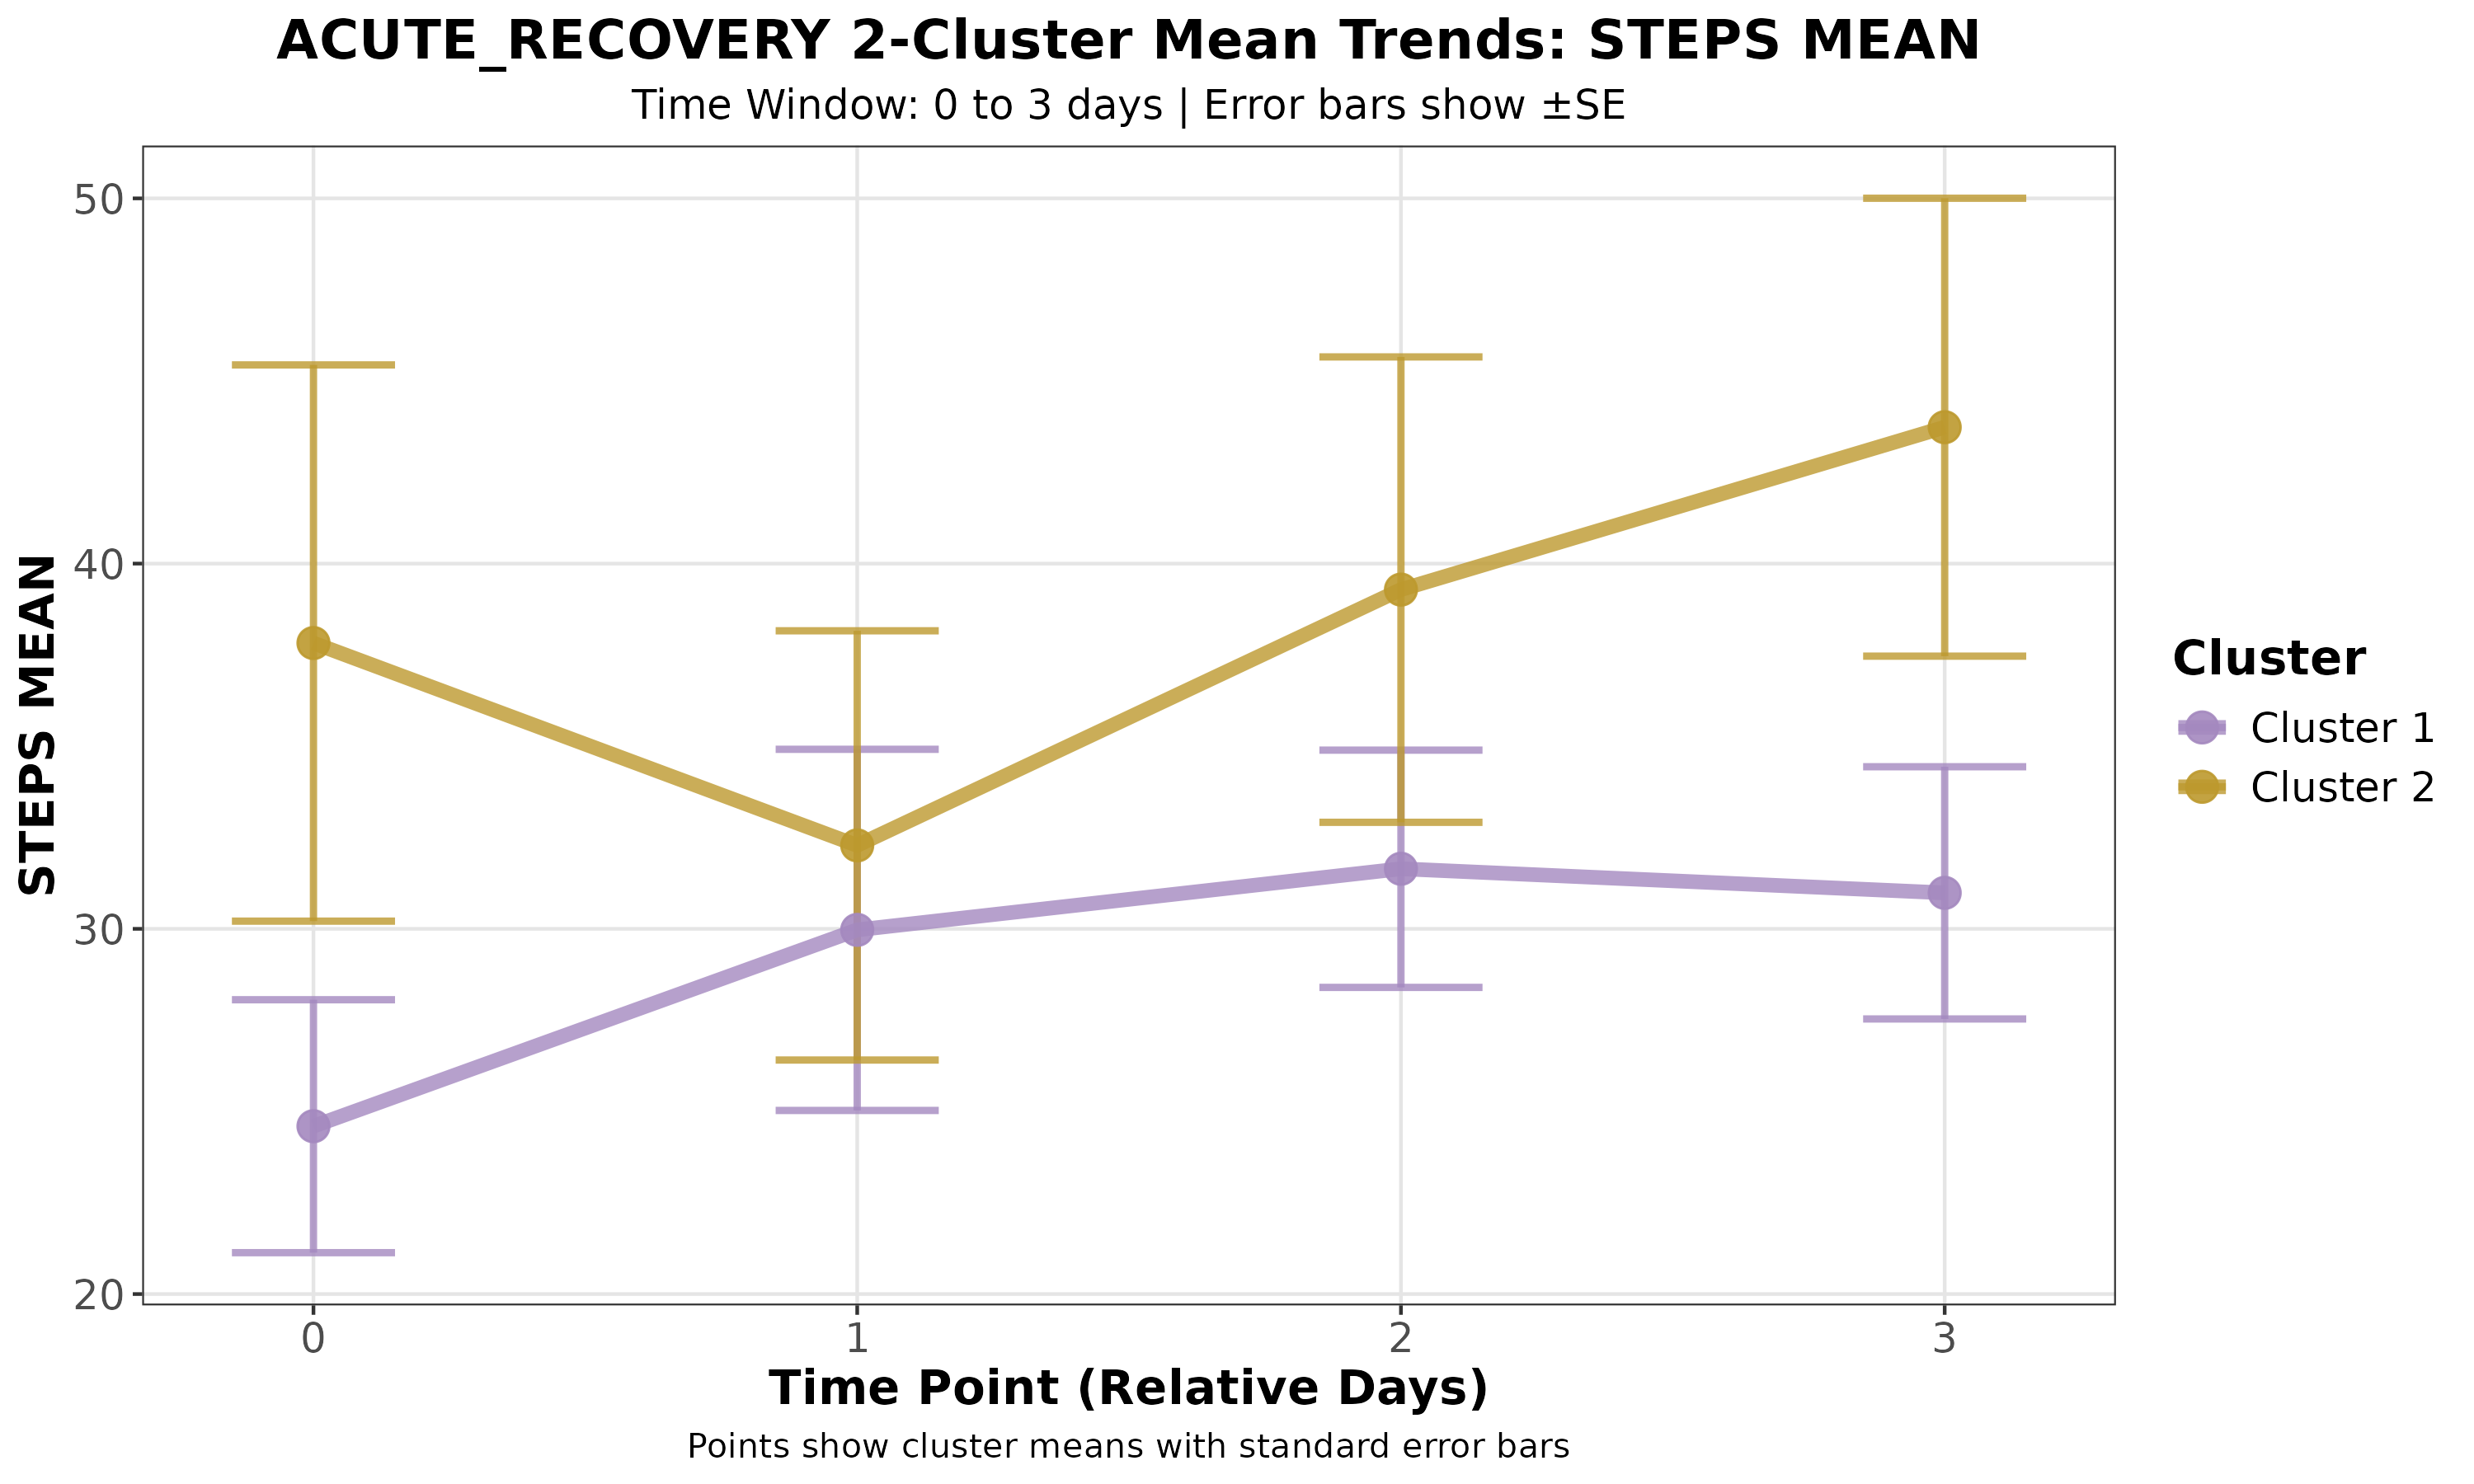 ACUTE_RECOVERY 2-Cluster Mean Trends: STEPS MEAN
Time Window: 0 to 3 days | Error bars show ±SE
STEPS MEAN
50
40
30
20
0 1 2 3
Time Point (Relative Days)
Points show cluster means with standard error bars
Cluster
Cluster 1
Cluster 2